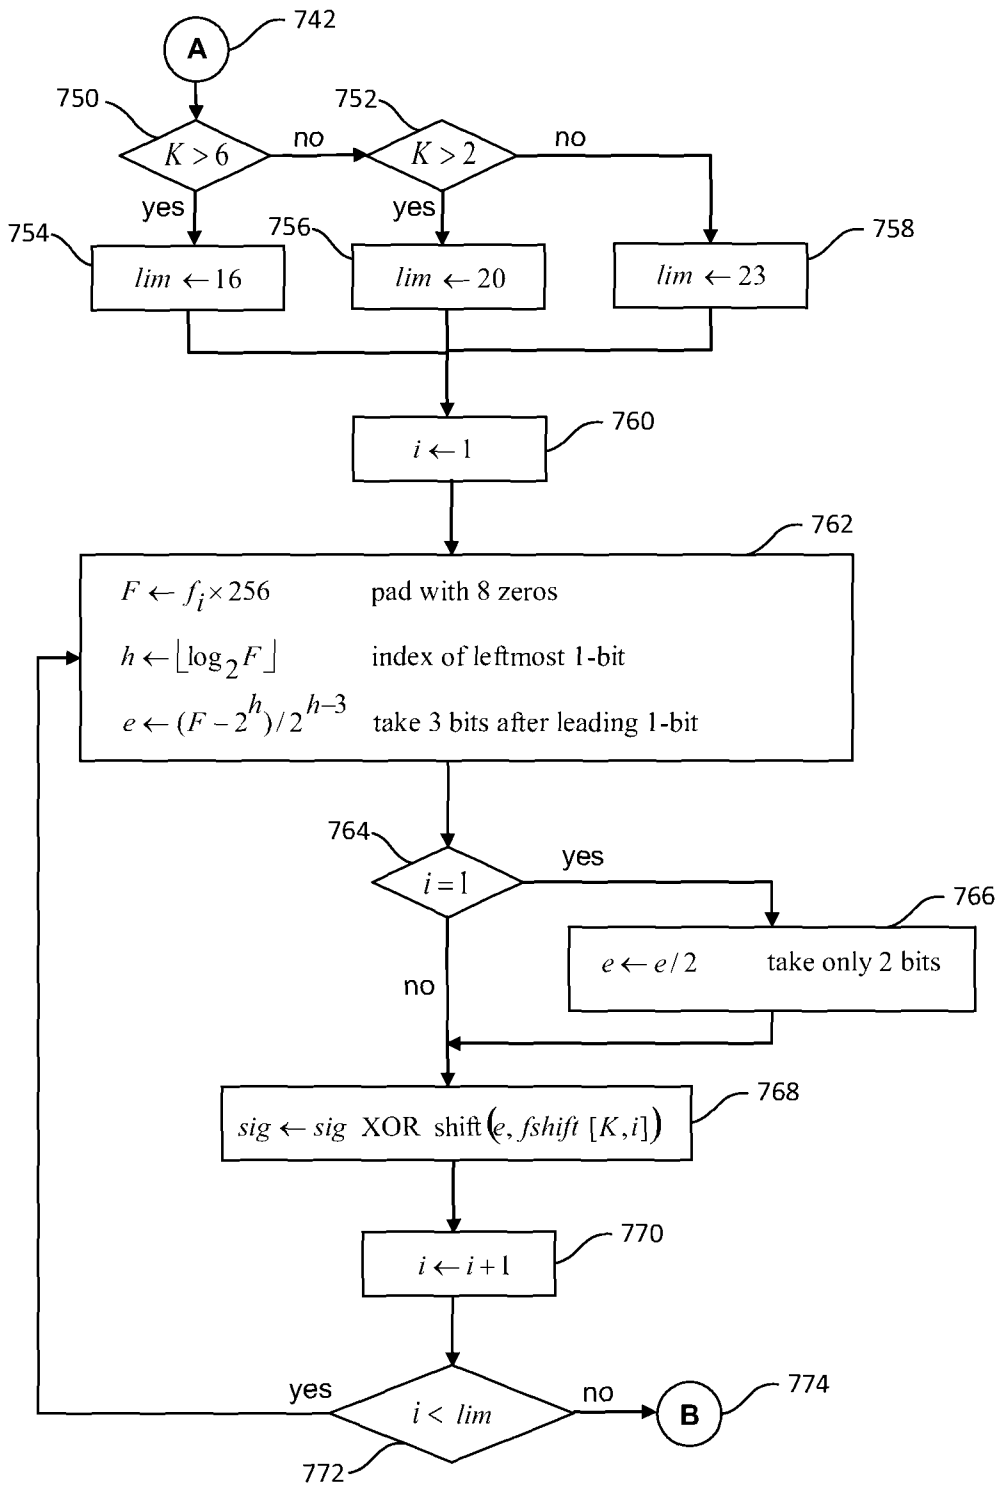 742
A
750
752
K > 6
no
K > 2
no
yes
yes
754
756
758
lim ← 16
lim ← 20
lim ← 23
760
i ← 1
762
F ← f_i × 256 pad with 8 zeros
h ← ⌊log_2 F⌋ index of leftmost 1-bit
e ← (F − 2^h) / 2^{h−3} take 3 bits after leading 1-bit
764
i = 1
yes
766
e ← e / 2 take only 2 bits
no
768
sig ← sig XOR shift(e, fshift [K, i])
770
i ← i + 1
yes
i < lim
no
B
774
772